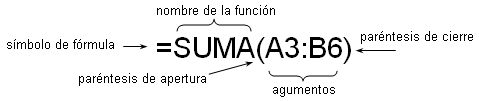 nombre de la función
símbolo de fórmula
=SUMA(A3:B6)
paréntesis de cierre
paréntesis de apertura
agumentos